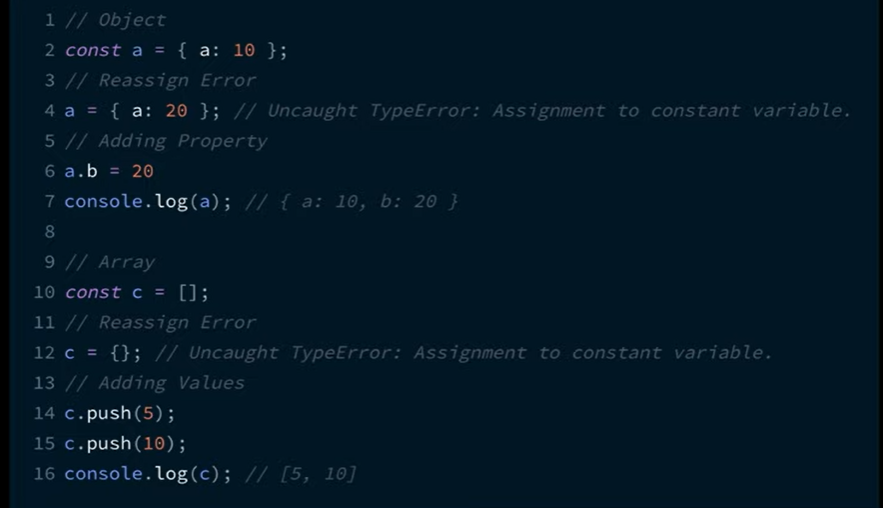 1 // Object
2 const a = { a: 10 };
3 // Reassign Error
4 a = { a: 20 }; // Uncaught TypeError: Assignment to constant variable.
5 // Adding Property
6 a.b = 20
7 console.log(a); // { a: 10, b: 20 }
8
9 // Array
10 const c = [];
11 // Reassign Error
12 c = {}; // Uncaught TypeError: Assignment to constant variable.
13 // Adding Values
14 c.push(5);
15 c.push(10);
16 console.log(c); // [5, 10]